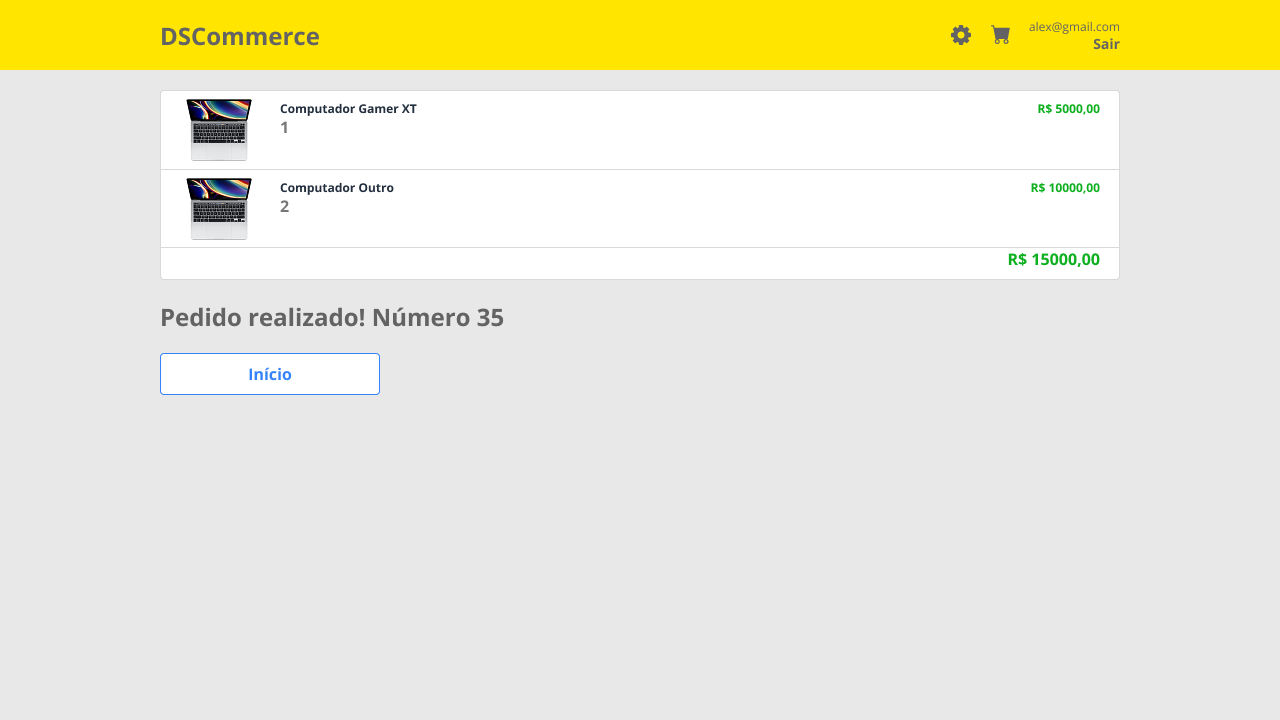 DSCommerce
alex@gmail.com
Sair
Computador Gamer XT
R$ 5000,00
1
Computador Outro
R$ 10000,00
2
R$ 15000,00
Pedido realizado! Número 35
Início